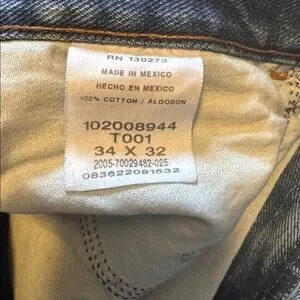 RN 130273
MADE IN MEXICO
HECHO EN MEXICO
100% COTTON / ALGODON
102008944
T001
34 X 32
2005-70029482-025
083622091632